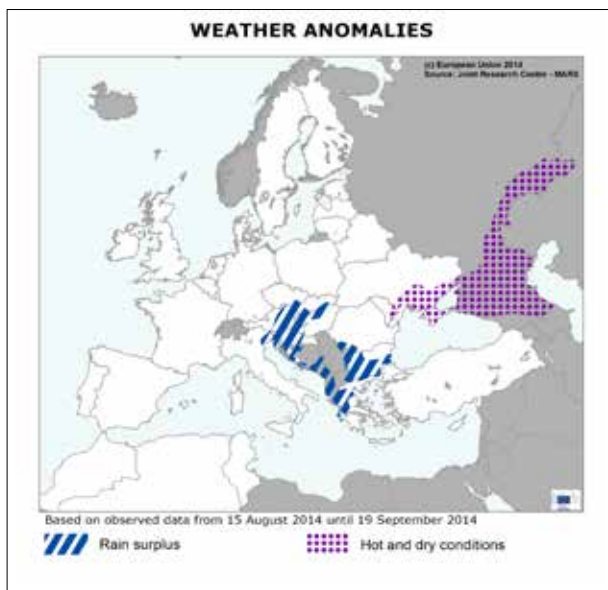 WEATHER ANOMALIES
(c) European Union 2014
Source: Joint Research Centre - MARS
Based on observed data from 15 August 2014 until 19 September 2014
Rain surplus
Hot and dry conditions